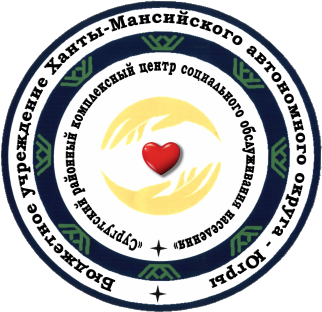 Бюджетное учреждение Ханты-Мансийского автономного округа - Югры
«Сургутский районный комплексный центр социального обслуживания населения»